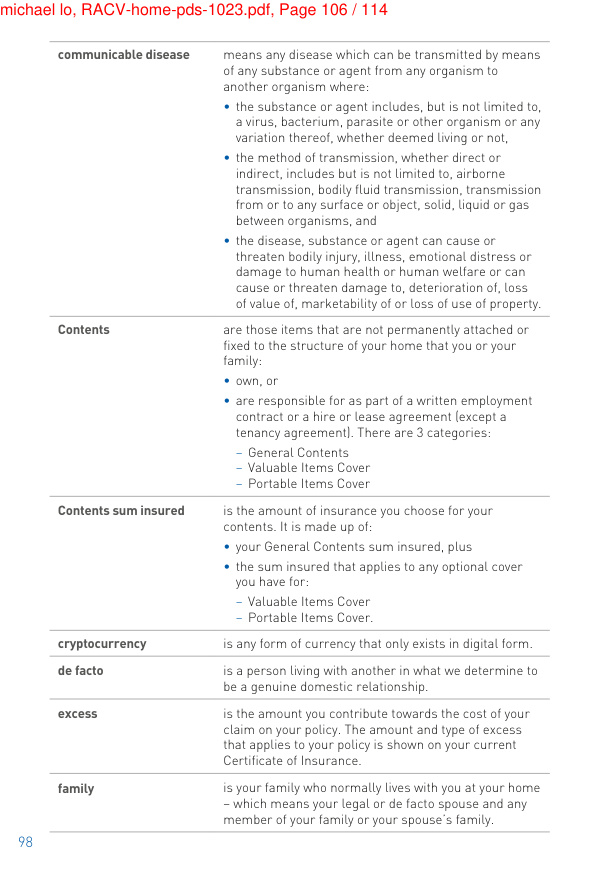 michael lo, RACV-home-pds-1023.pdf, Page 106 / 114
communicable disease
means any disease which can be transmitted by means
of any substance or agent from any organism to
another organism where:
• the substance or agent includes, but is not limited to,
a virus, bacterium, parasite or other organism or any
variation thereof, whether deemed living or not,
• the method of transmission, whether direct or
indirect, includes but is not limited to, airborne
transmission, bodily fluid transmission, transmission
from or to any surface or object, solid, liquid or gas
between organisms, and
• the disease, substance or agent can cause or
threaten bodily injury, illness, emotional distress or
damage to human health or human welfare or can
cause or threaten damage to, deterioration of, loss
of value of, marketability of or loss of use of property.
Contents
are those items that are not permanently attached or
fixed to the structure of your home that you or your
family:
• own, or
• are responsible for as part of a written employment
contract or a hire or lease agreement (except a
tenancy agreement). There are 3 categories:
– General Contents
– Valuable Items Cover
– Portable Items Cover
Contents sum insured
is the amount of insurance you choose for your
contents. It is made up of:
• your General Contents sum insured, plus
• the sum insured that applies to any optional cover
you have for:
– Valuable Items Cover
– Portable Items Cover.
cryptocurrency
is any form of currency that only exists in digital form.
de facto
is a person living with another in what we determine to
be a genuine domestic relationship.
excess
is the amount you contribute towards the cost of your
claim on your policy. The amount and type of excess
that applies to your policy is shown on your current
Certificate of Insurance.
family
is your family who normally lives with you at your home
– which means your legal or de facto spouse and any
member of your family or your spouse's family.
98